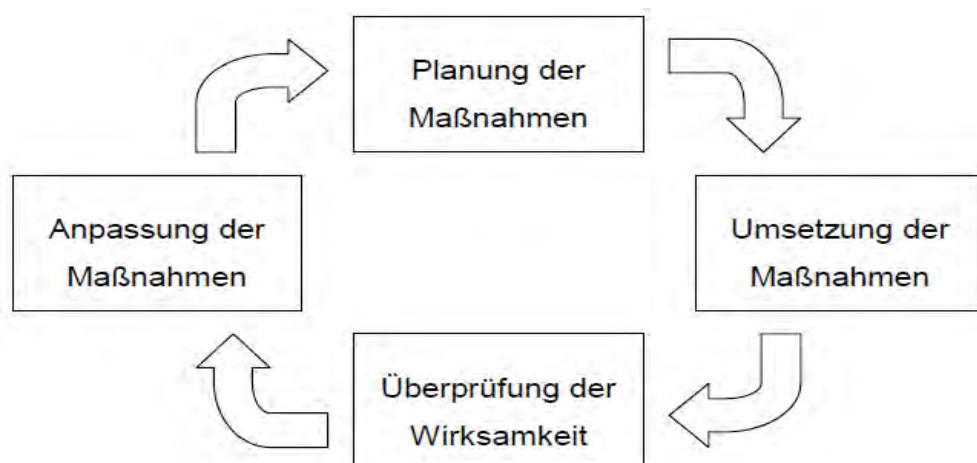 Planung der
Maßnahmen
Anpassung der
Maßnahmen
Umsetzung der
Maßnahmen
Überprüfung der
Wirksamkeit